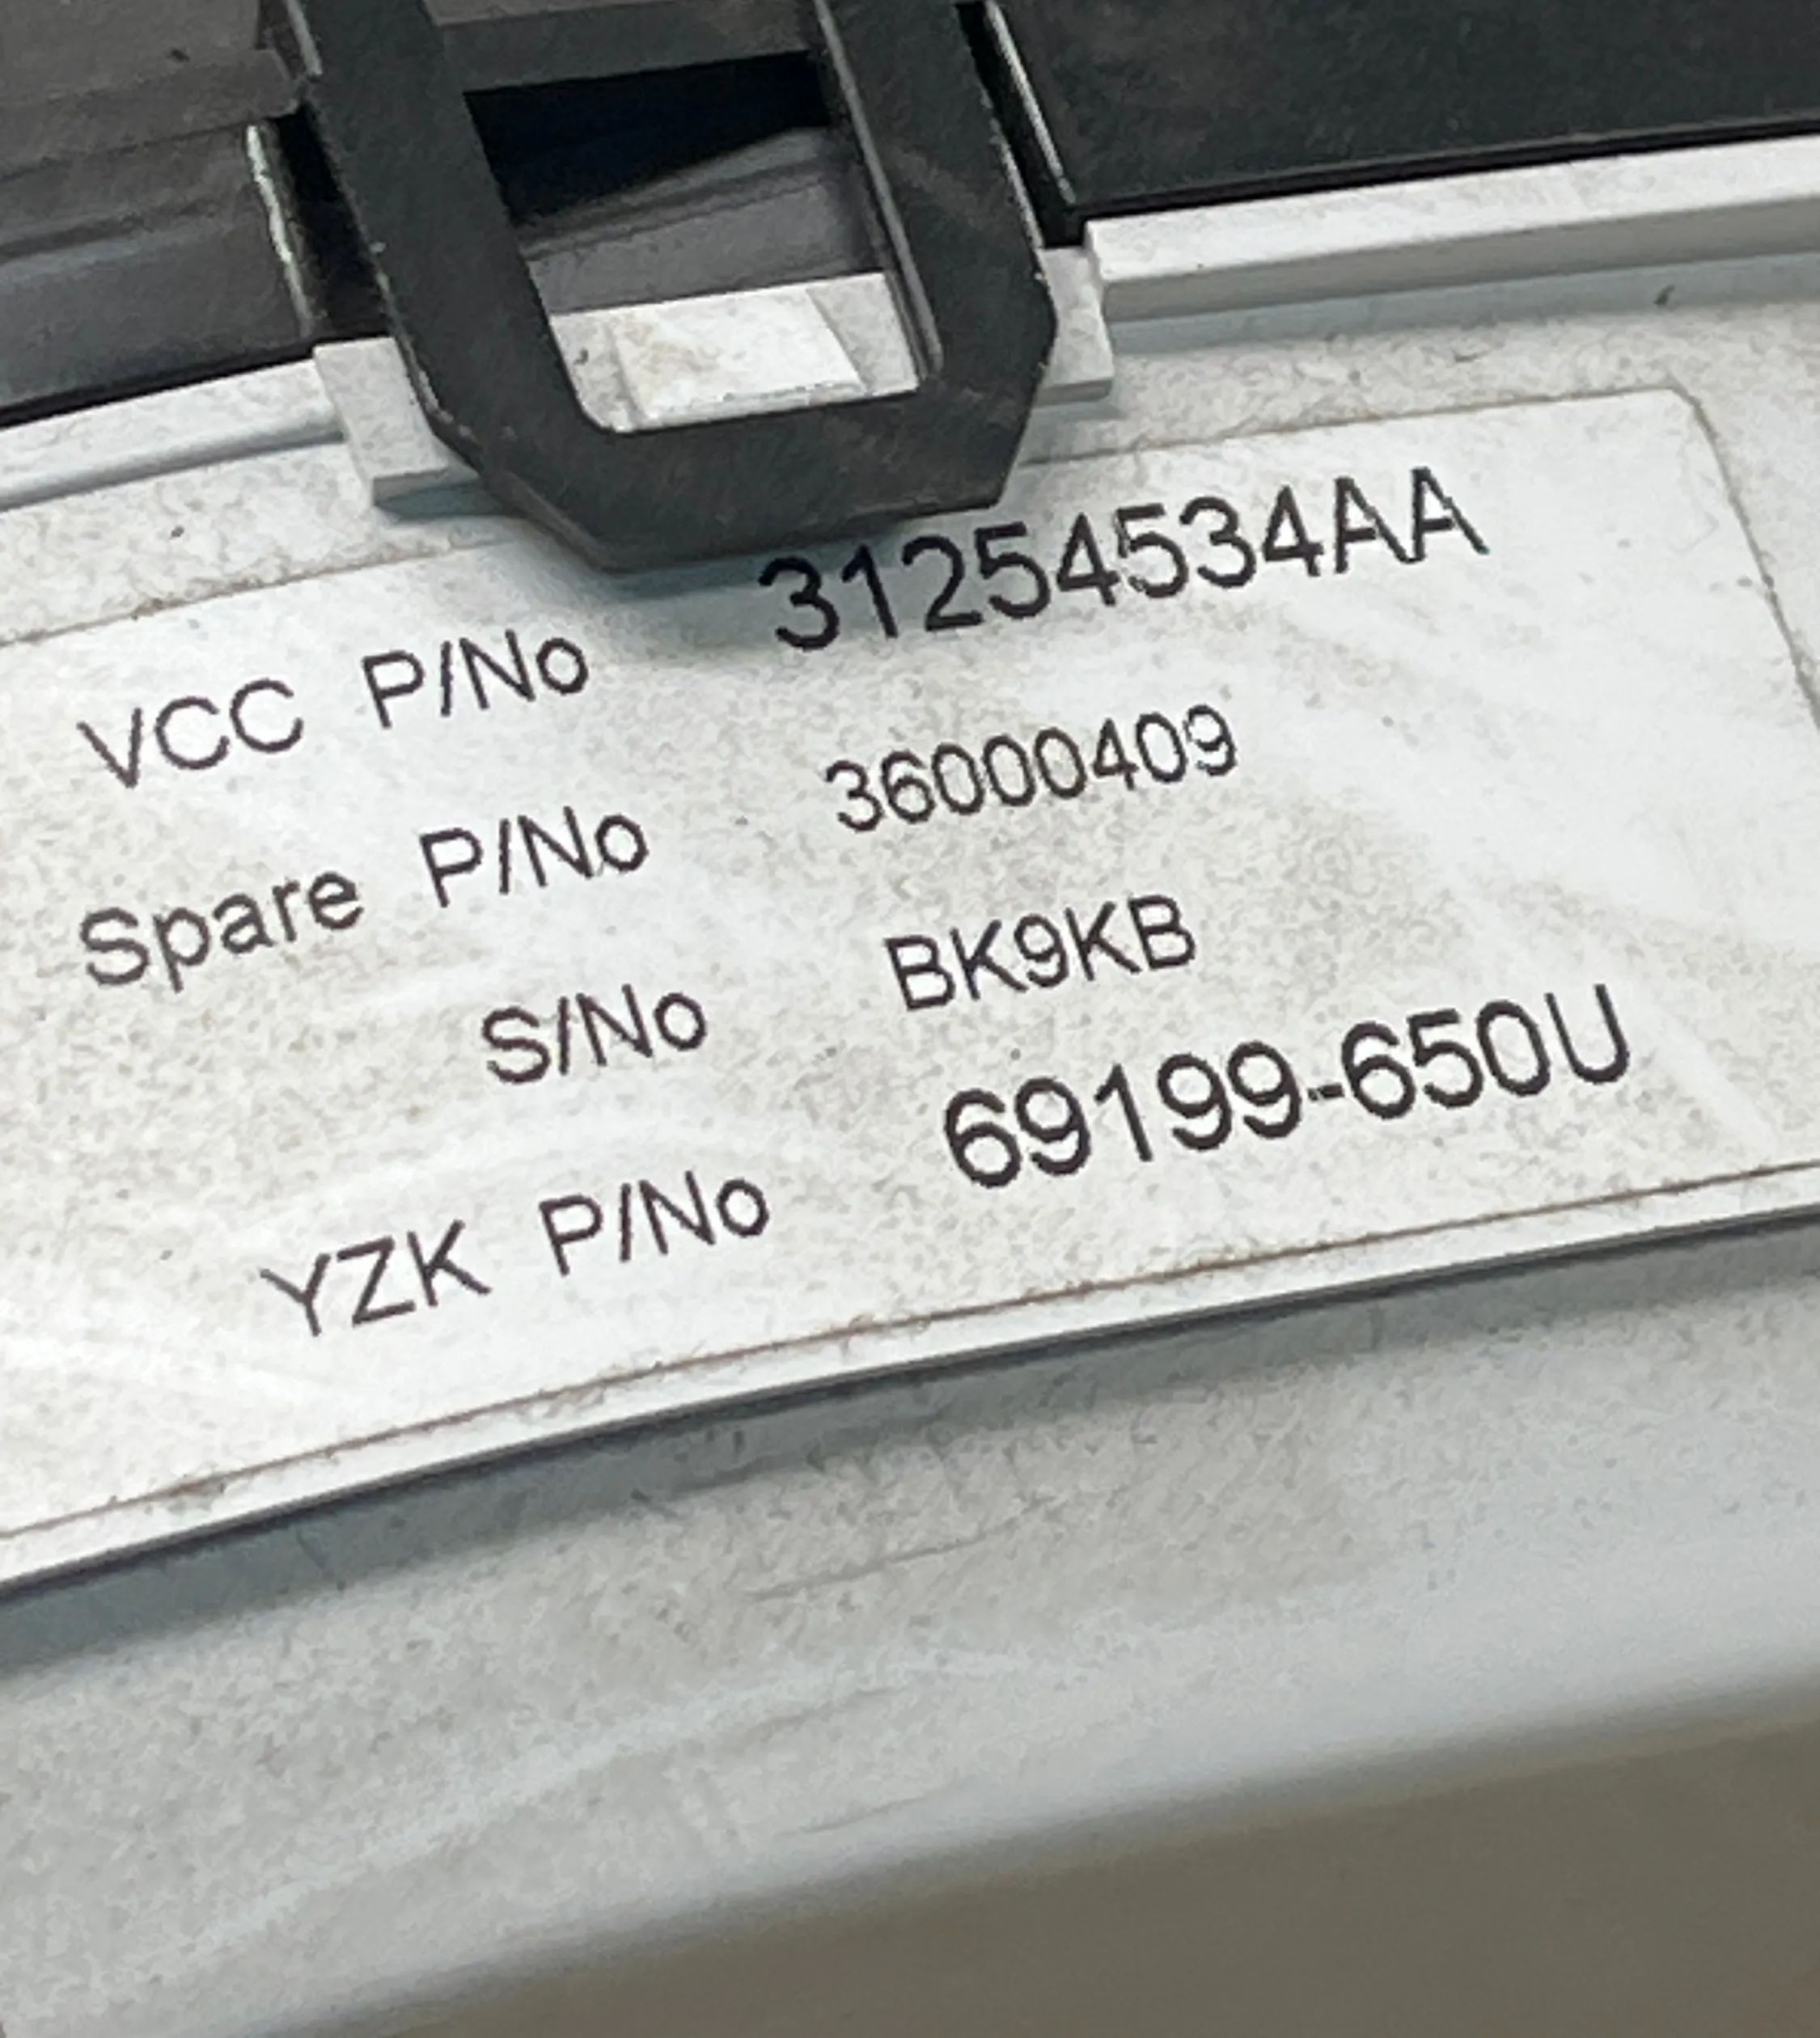 VCC P/No 31254534AA
Spare P/No 36000409
S/No BK9KB
YZK P/No 69199-650U